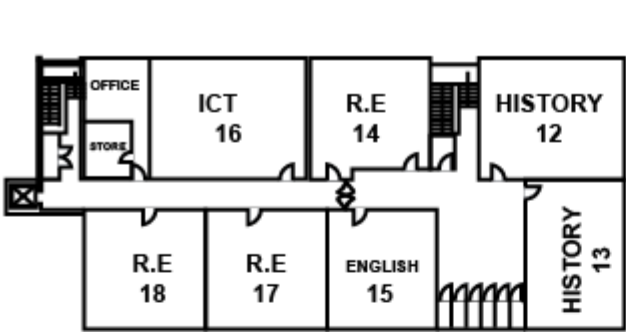 OFFICE
STORE
ICT
16
R.E
14
HISTORY
12
R.E
18
R.E
17
ENGLISH
15
HISTORY
13